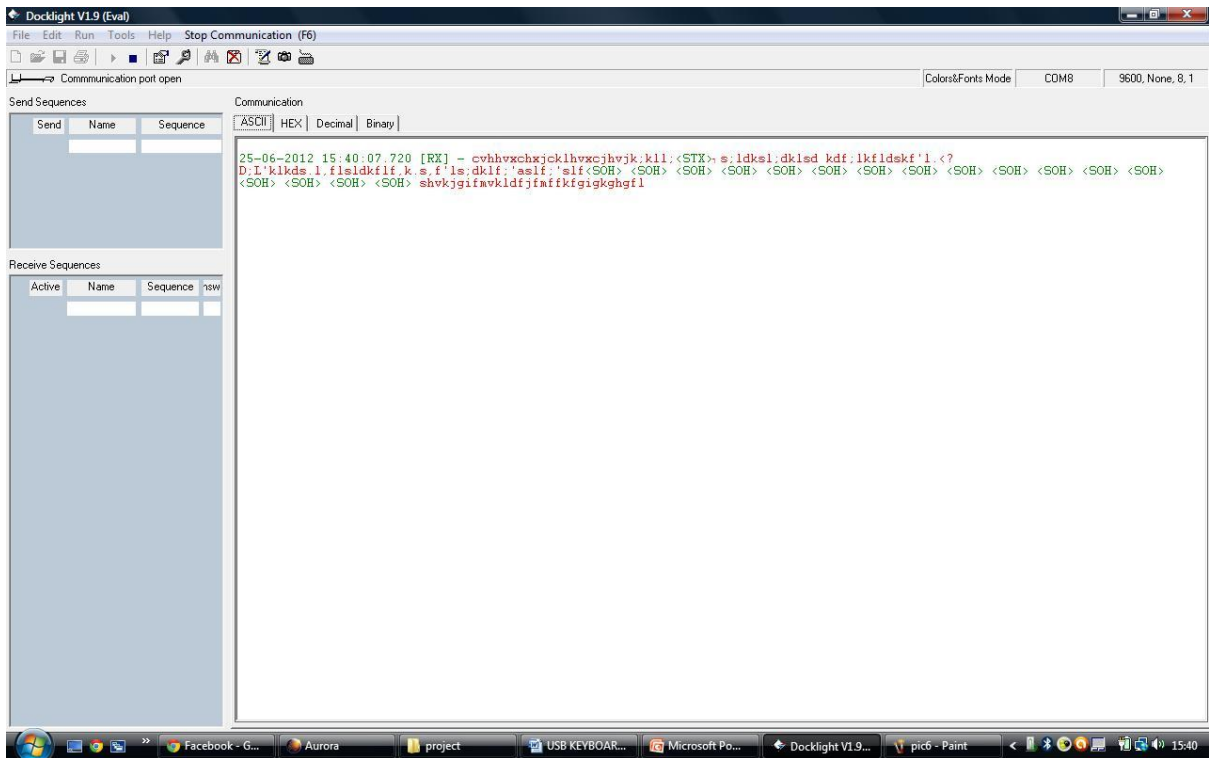 Docklight V1.9 (Eval)
File Edit Run Tools Help Stop Communication (F6)
Commmunication port open
Colors&Fonts Mode COM8 9600, None, 8, 1
Send Sequences
Send Name Sequence
Communication
ASCII HEX Decimal Binary
25-06-2012 15:40:07.720 [RX] - cvhhvxchxjcklhvxcjhvjk;kll;<STX>┐s;ldksl;dklsd kdf;lkfldskf'l.<?
D;L'klkds.l,flsldkflf,k.s,f'ls;dklf;'aslf;'slf<SOH> <SOH> <SOH> <SOH> <SOH> <SOH> <SOH> <SOH> <SOH> <SOH> <SOH> <SOH>
<SOH> <SOH> <SOH> <SOH> shvkjgifmvkldfjfmffkfgigkghgfl
Receive Sequences
Active Name Sequence nsw
Facebook - G... Aurora project USB KEYBOAR... Microsoft Po... Docklight V1.9... pic6 - Paint 15:40